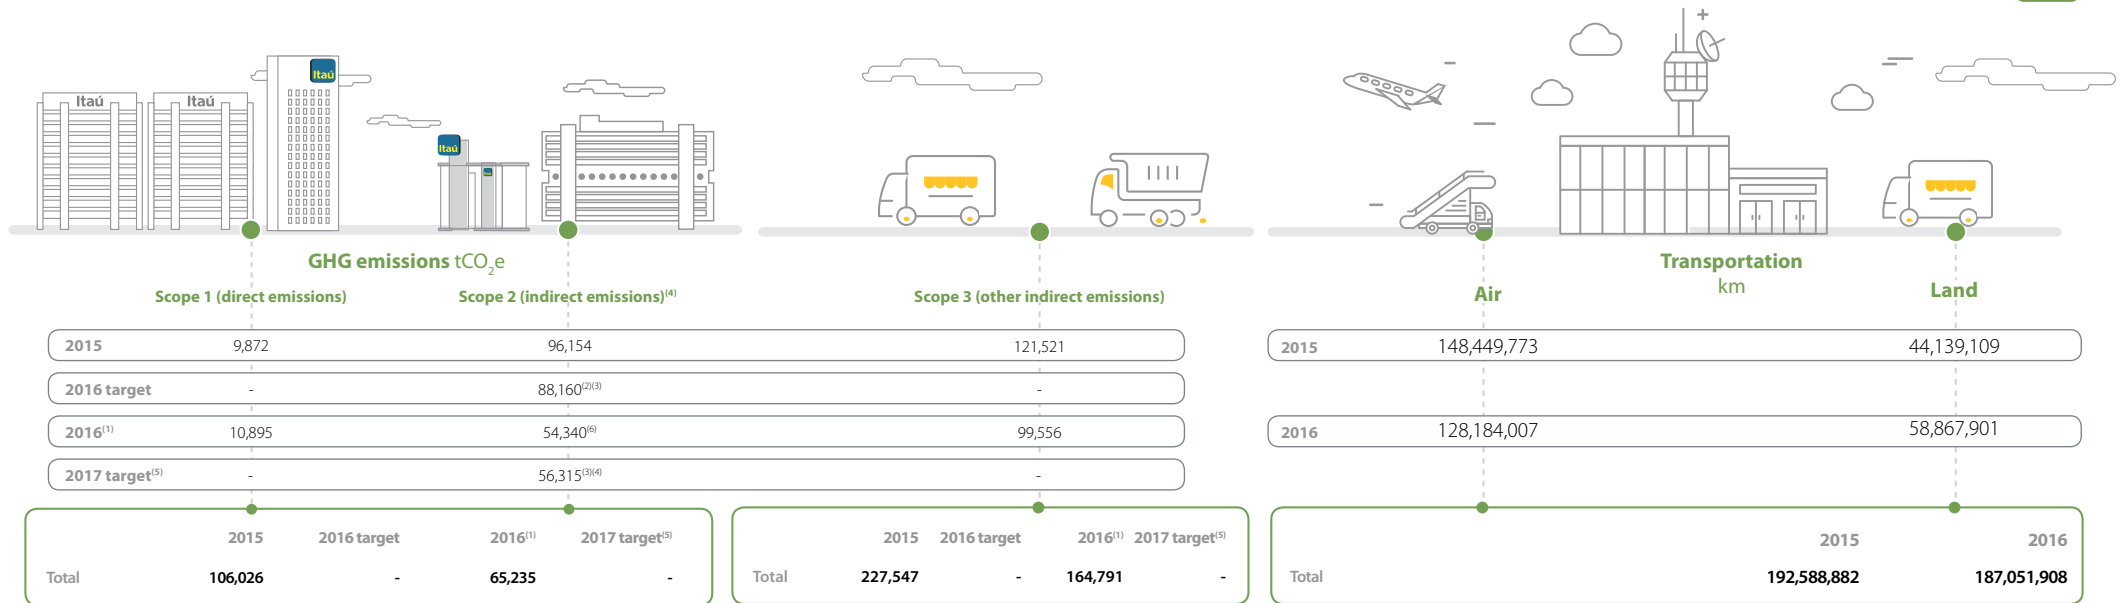 Itaú
Itaú
Itaú
Itaú
Itaú
GHG emissions tCO2e
Scope 1 (direct emissions)
Scope 2 (indirect emissions)(4)
Scope 3 (other indirect emissions)
2015 9,872 96,154 121,521
2016 target - 88,160(2)(3) -
2016(1) 10,895 54,340(6) 99,556
2017 target(5) - 56,315(3)(4) -
2015 2016 target 2016(1) 2017 target(5)
Total 106,026 - 65,235 -
2015 2016 target 2016(1) 2017 target(5)
Total 227,547 - 164,791 -
Transportation
km
Air
Land
2015 148,449,773 44,139,109
2016 128,184,007 58,867,901
2015 2016
Total 192,588,882 187,051,908